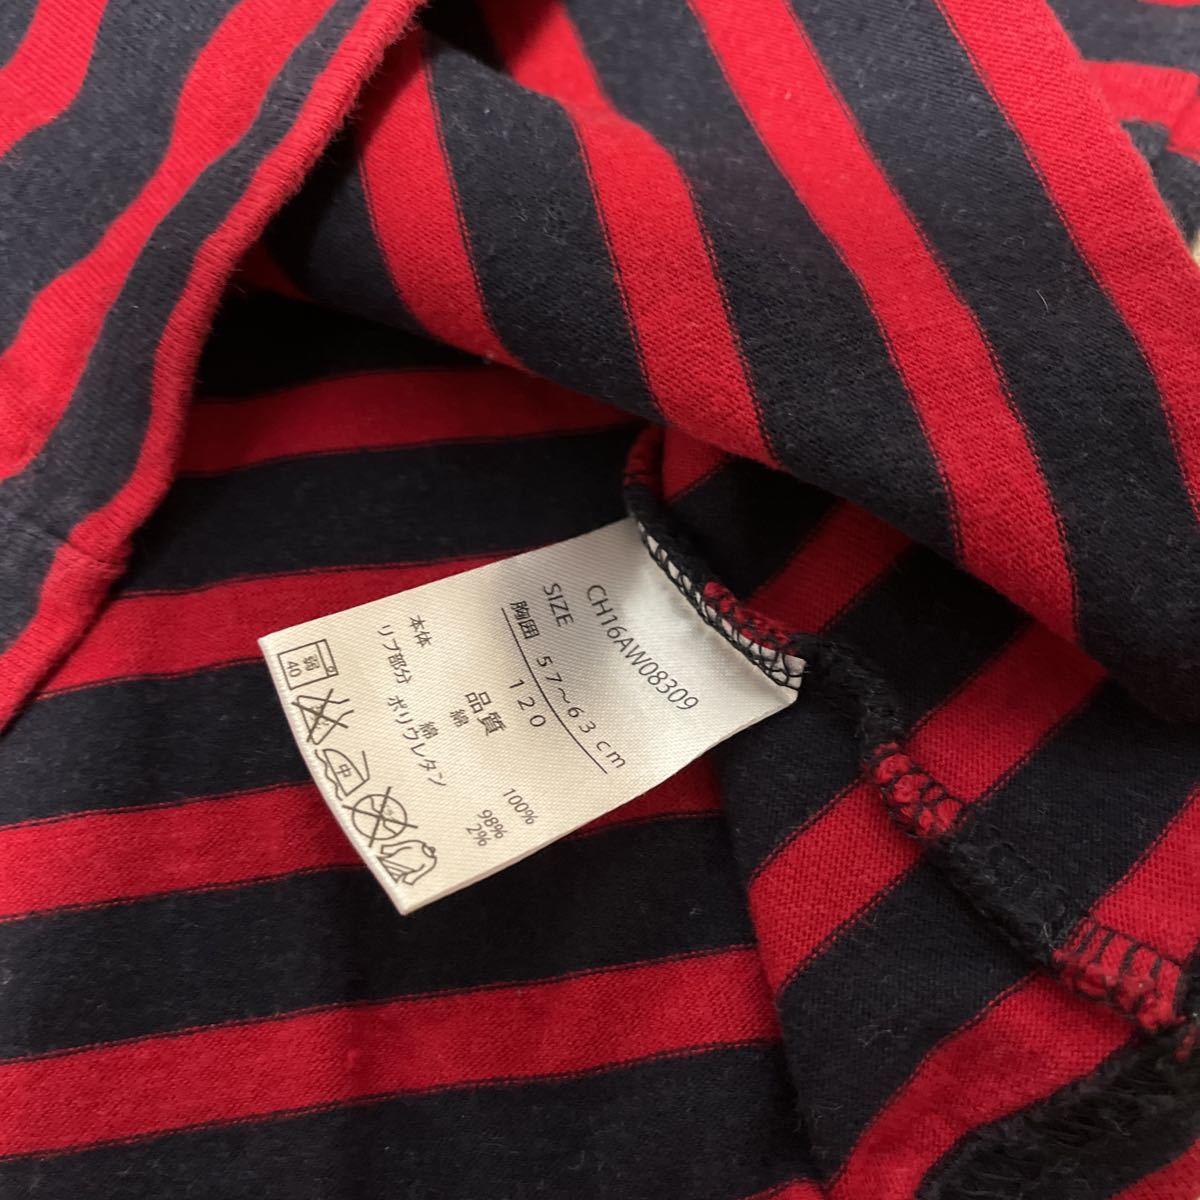 CH16AW08309
SIZE 120
胸囲 57～63cm
品質
本体 綿 100%
リブ部分 綿 98%
ポリウレタン 2%
弱
40
中